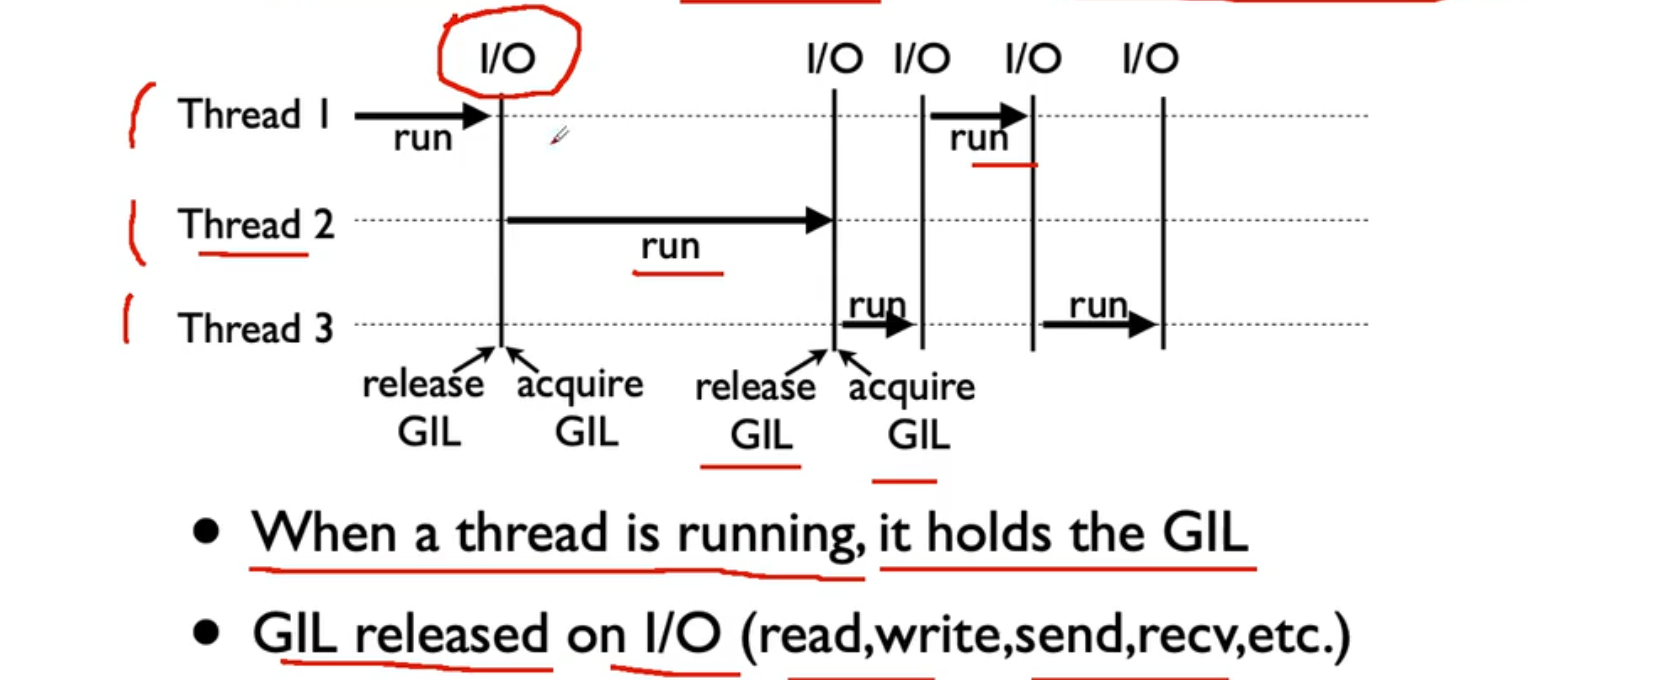 I/O I/O I/O I/O I/O
Thread 1
run run
Thread 2
run
run run
Thread 3
release acquire release acquire
GIL GIL GIL GIL
• When a thread is running, it holds the GIL
• GIL released on I/O (read,write,send,recv,etc.)